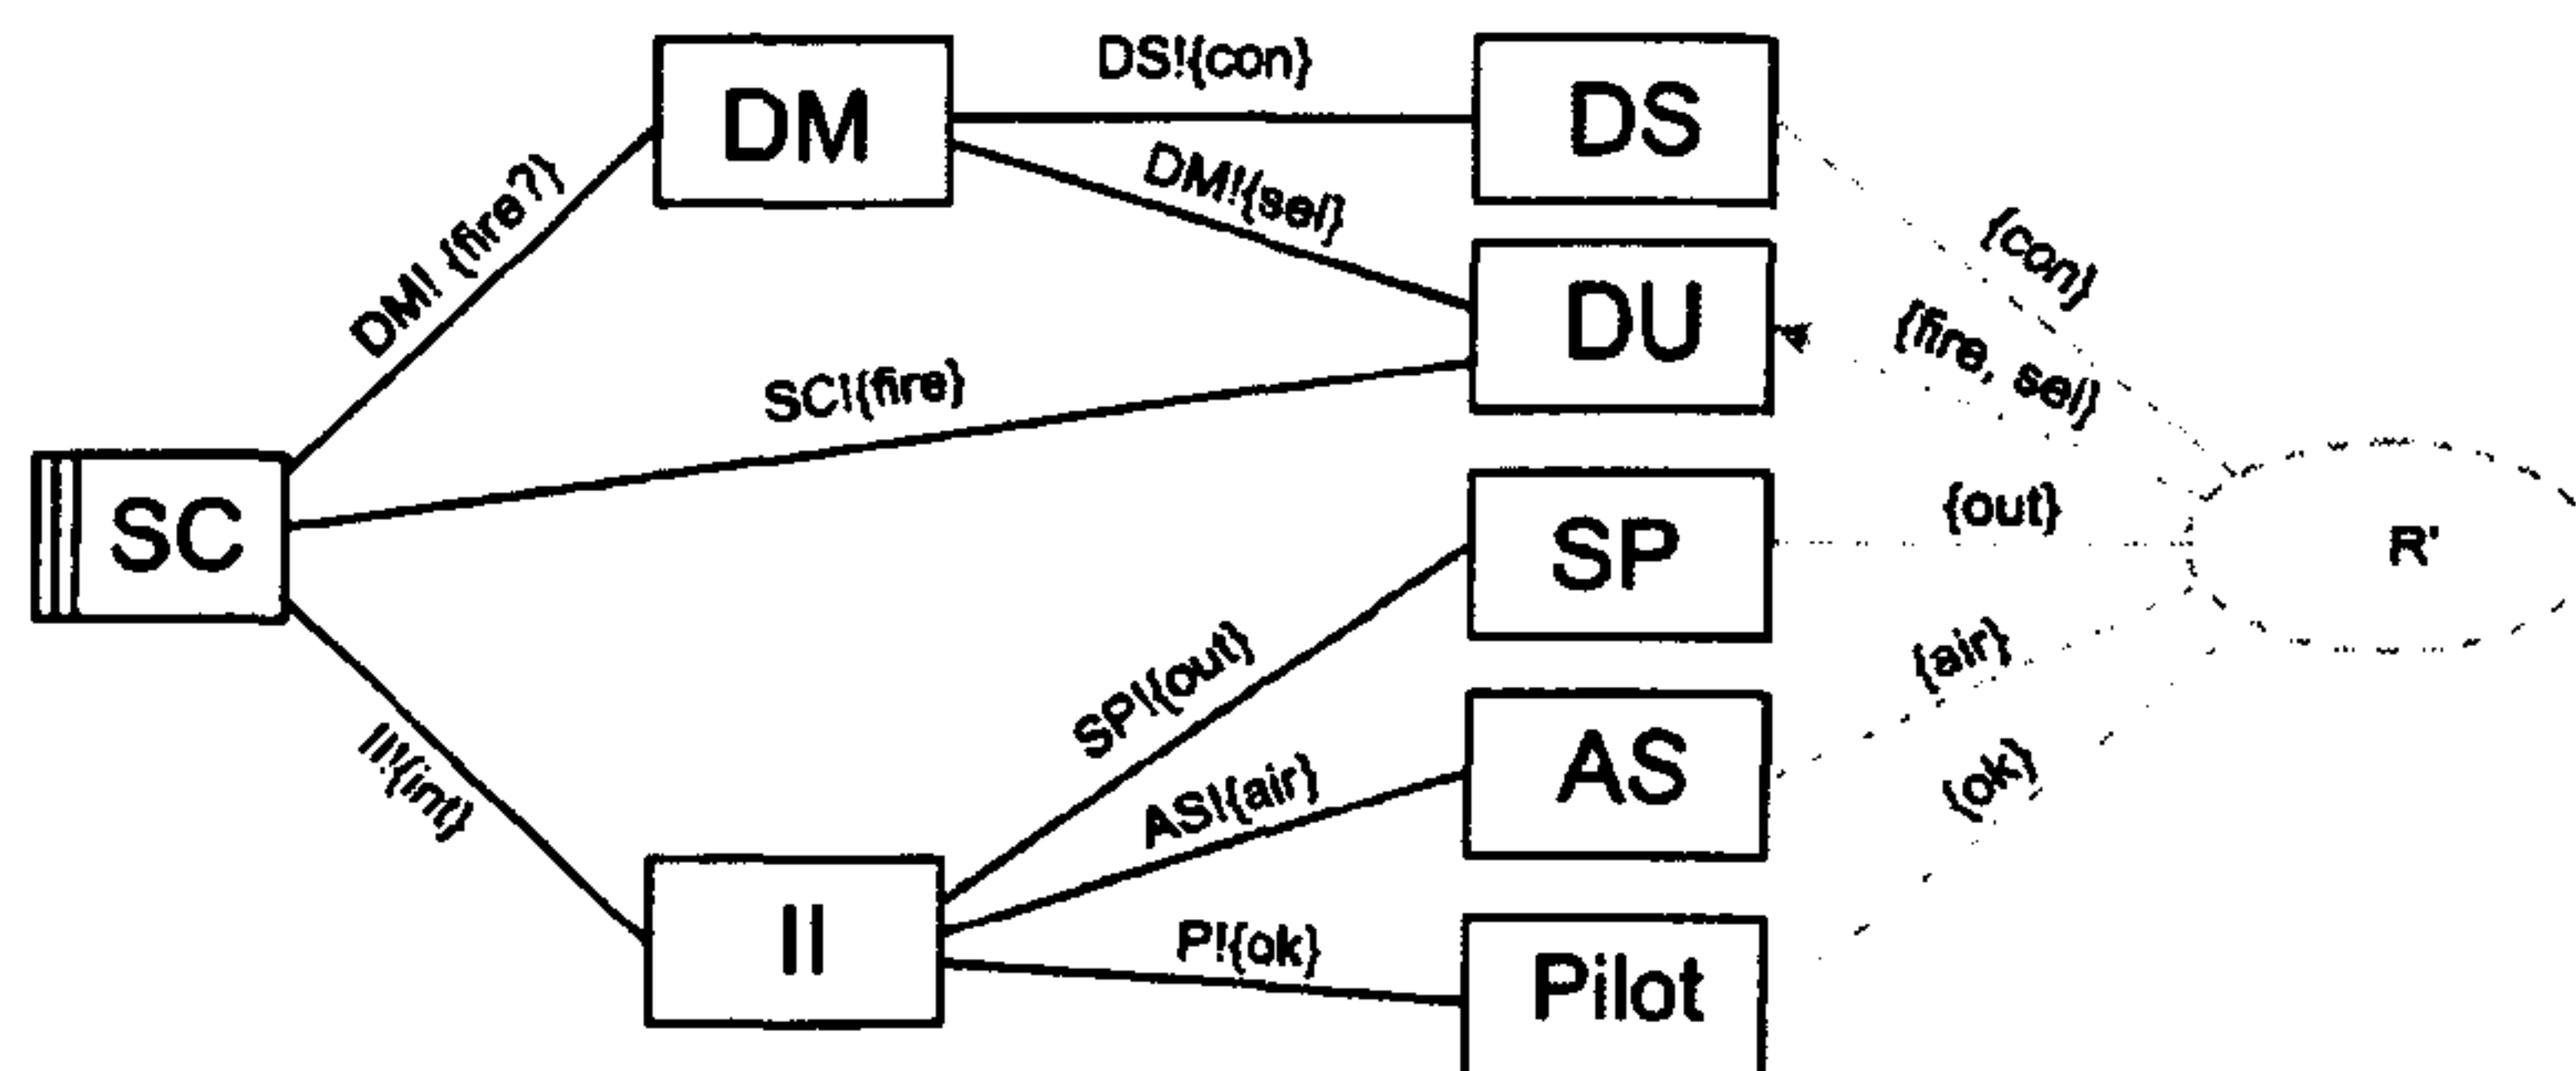 DS!{con}
DM
DS
DM!{sel}
DM! {fire?}
{con}
DU
{fire, sel}
SC!{fire}
SC
SP
{out}
R'
SP!{out}
{air}
II!{int}
AS!{air}
AS
{ok}
II
P!{ok}
Pilot